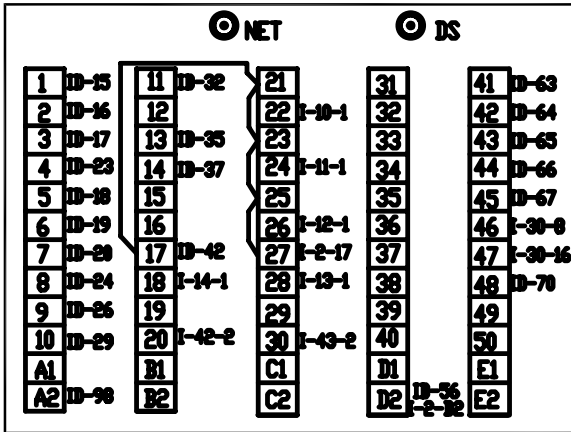 NET DS
1 ID-15 11 ID-32 21 31 41 ID-63
2 ID-16 12 22 I-10-1 32 42 ID-64
3 ID-17 13 ID-35 23 33 43 ID-65
4 ID-23 14 ID-37 24 I-11-1 34 44 ID-66
5 ID-18 15 25 35 45 ID-67
6 ID-19 16 26 I-12-1 36 46 I-30-8
7 ID-20 17 ID-42 27 I-2-17 37 47 I-30-16
8 ID-24 18 I-14-1 28 I-13-1 38 48 ID-70
9 ID-26 19 29 39 49
10 ID-29 20 I-42-2 30 I-43-2 40 50
A1 B1 C1 D1 E1
ID-56
A2 ID-98 B2 C2 D2 I-2-B2 E2